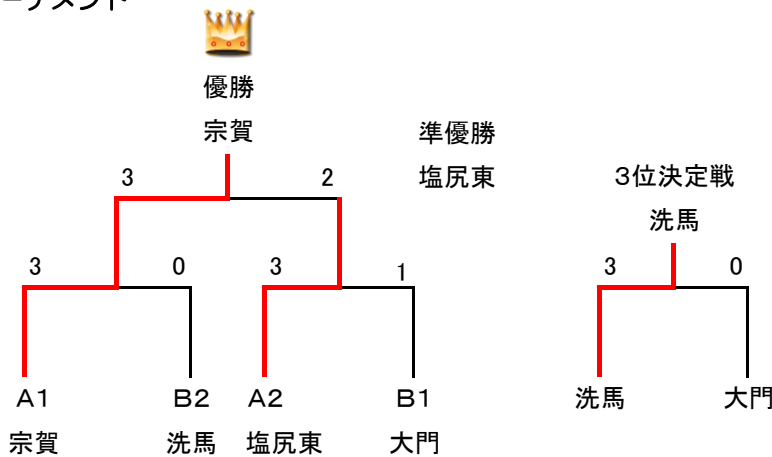 ーナメント
優勝
宗賀
準優勝
塩尻東
3 2
3 0 3 1
A1 B2 A2 B1
宗賀 洗馬 塩尻東 大門
3位決定戦
洗馬
3 0
洗馬 大門